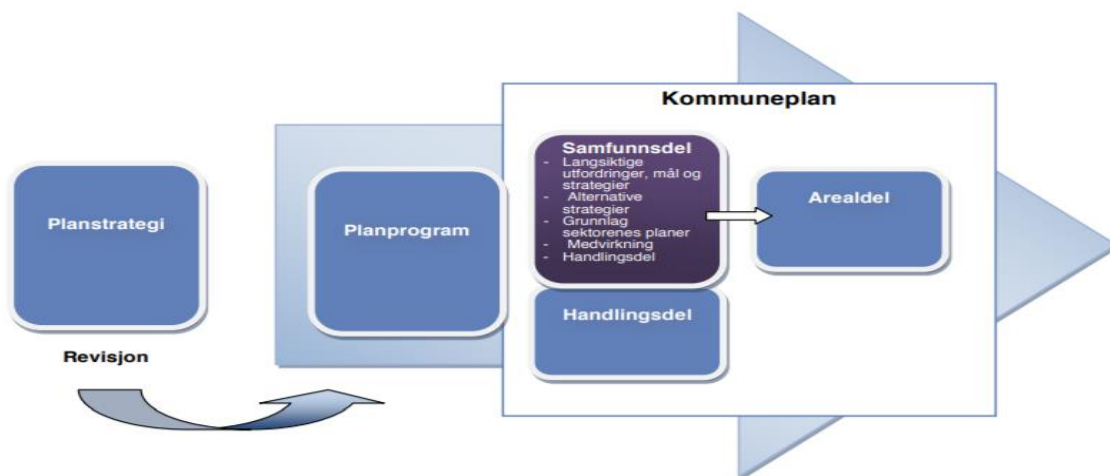 Kommuneplan
Planstrategi
Revisjon
Planprogram
Samfunnsdel
- Langsiktige
utfordringer, mål og
strategier
- Alternative
strategier
- Grunnlag
sektorenes planer
- Medvirkning
- Handlingsdel
Handlingsdel
Arealdel